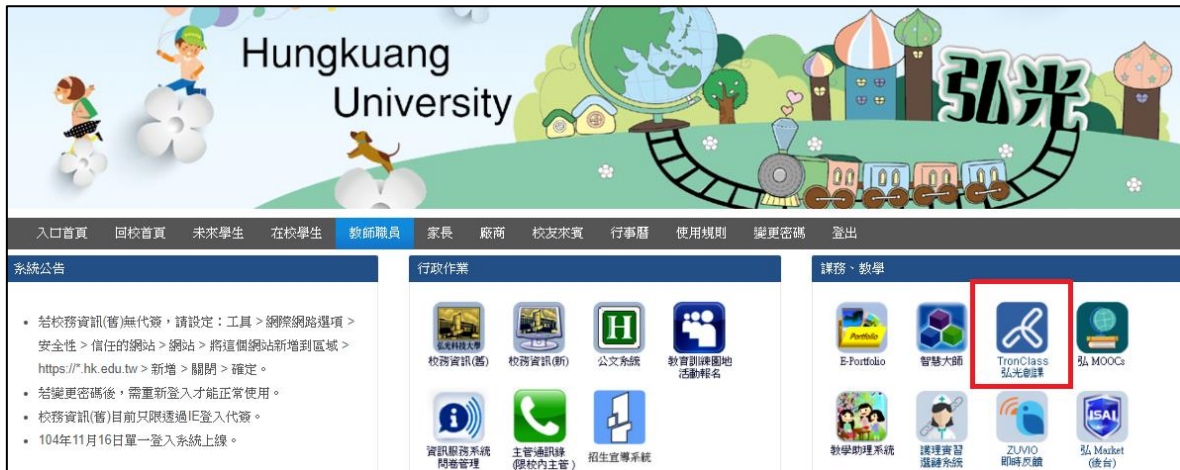 Hungkuang
University
弘光
入口首頁 回校首頁 未來學生 在校學生 教師職員 家長 廠商 校友來賓 行事曆 使用規則 變更密碼 登出
系統公告
若校務資訊(舊)無代簽，請設定：工具 > 網際網路選項 >
安全性 > 信任的網站 > 網站 > 將這個網站新增到區域 >
https://*.hk.edu.tw > 新增 > 關閉 > 確定。
若變更密碼後，需重新登入才能正常使用。
校務資訊(舊)目前只限透過IE登入代簽。
104年11月16日單一登入系統上線。
行政作業
弘光科技大學
H
校務資訊(舊) 校務資訊(新) 公文系統 教育訓練園地
活動報名
資訊服務系統
問卷管理
主管通訊錄
(限校內主管)
招生宣導系統
課務、教學
Portfolio
E-Portfolio 智慧大師 TronClass
弘光創課
弘 MOOCs
ISAL
教學助理系統
護理實習
選填系統
ZUVIO
即時反饋
弘 Market
(後台)